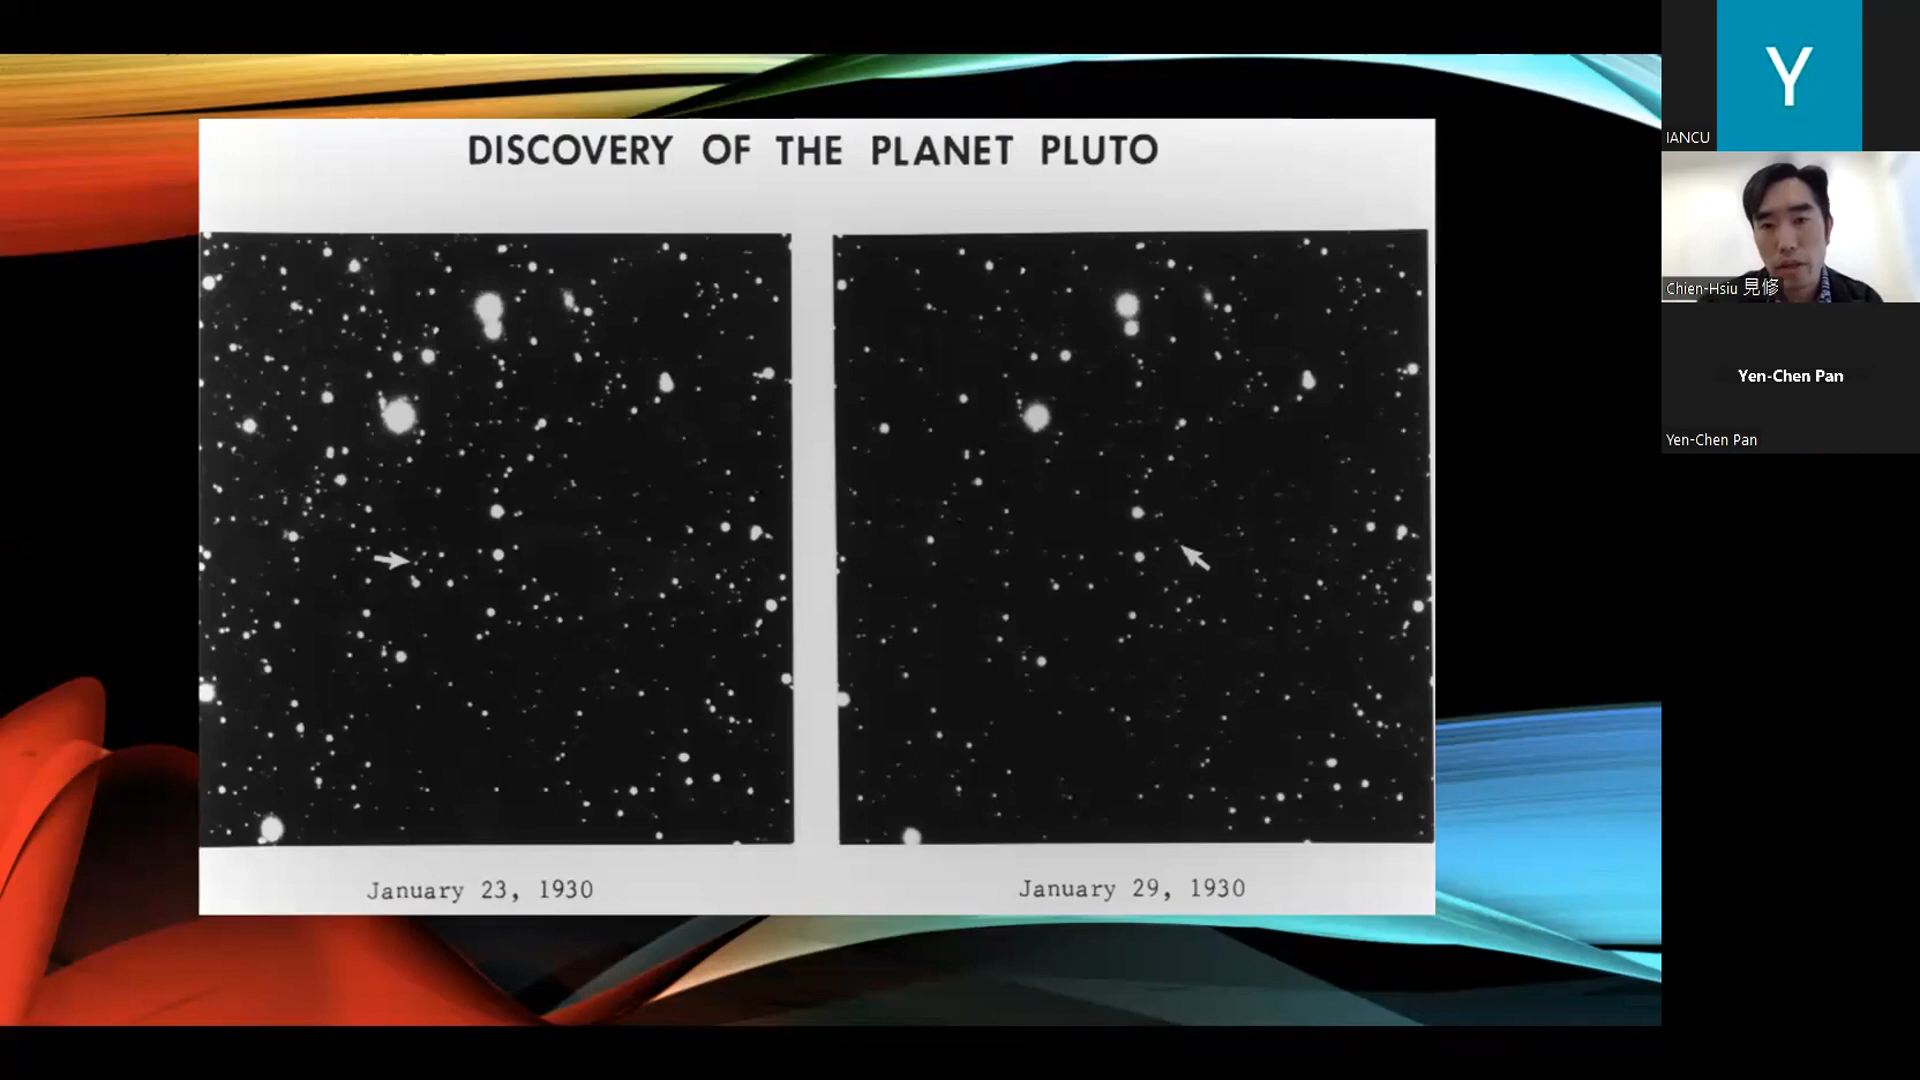 DISCOVERY OF THE PLANET PLUTO
January 23, 1930
January 29, 1930
Y
IANCU
Chien-Hsiu 見修
Yen-Chen Pan
Yen-Chen Pan